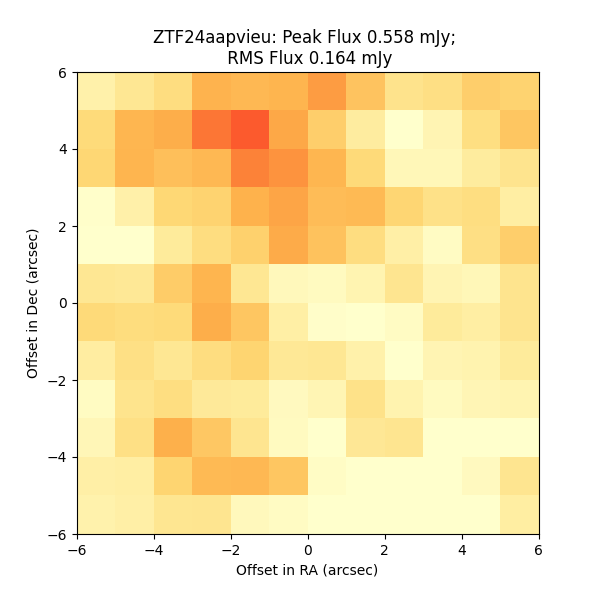 ZTF24aapvieu: Peak Flux 0.558 mJy;
RMS Flux 0.164 mJy
6
4
2
0
−2
−4
−6
Offset in Dec (arcsec)
−6 −4 −2 0 2 4 6
Offset in RA (arcsec)